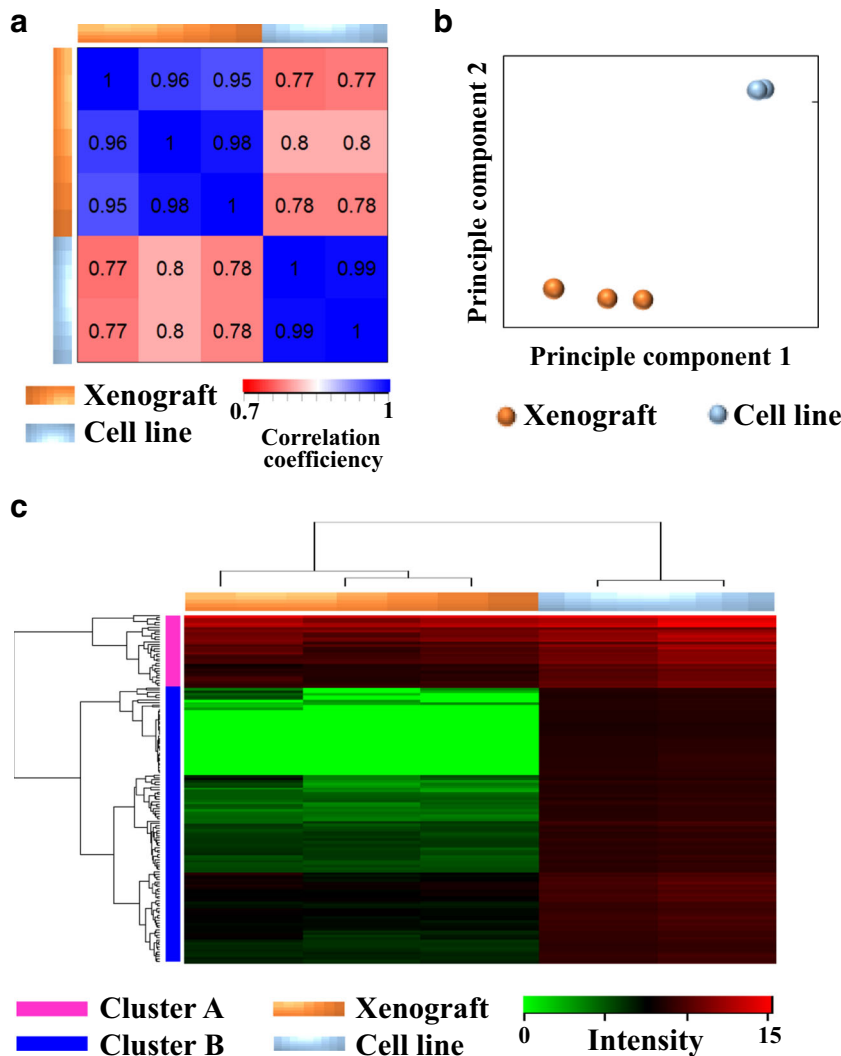 a
1 0.96 0.95 0.77 0.77
0.96 1 0.98 0.8 0.8
0.95 0.98 1 0.78 0.78
0.77 0.8 0.78 1 0.99
0.77 0.8 0.78 0.99 1
Xenograft
Cell line
0.7 1
Correlation
coefficiency
b
Principle component 2
Principle component 1
Xenograft Cell line
c
Cluster A Xenograft
Cluster B Cell line
0 Intensity 15